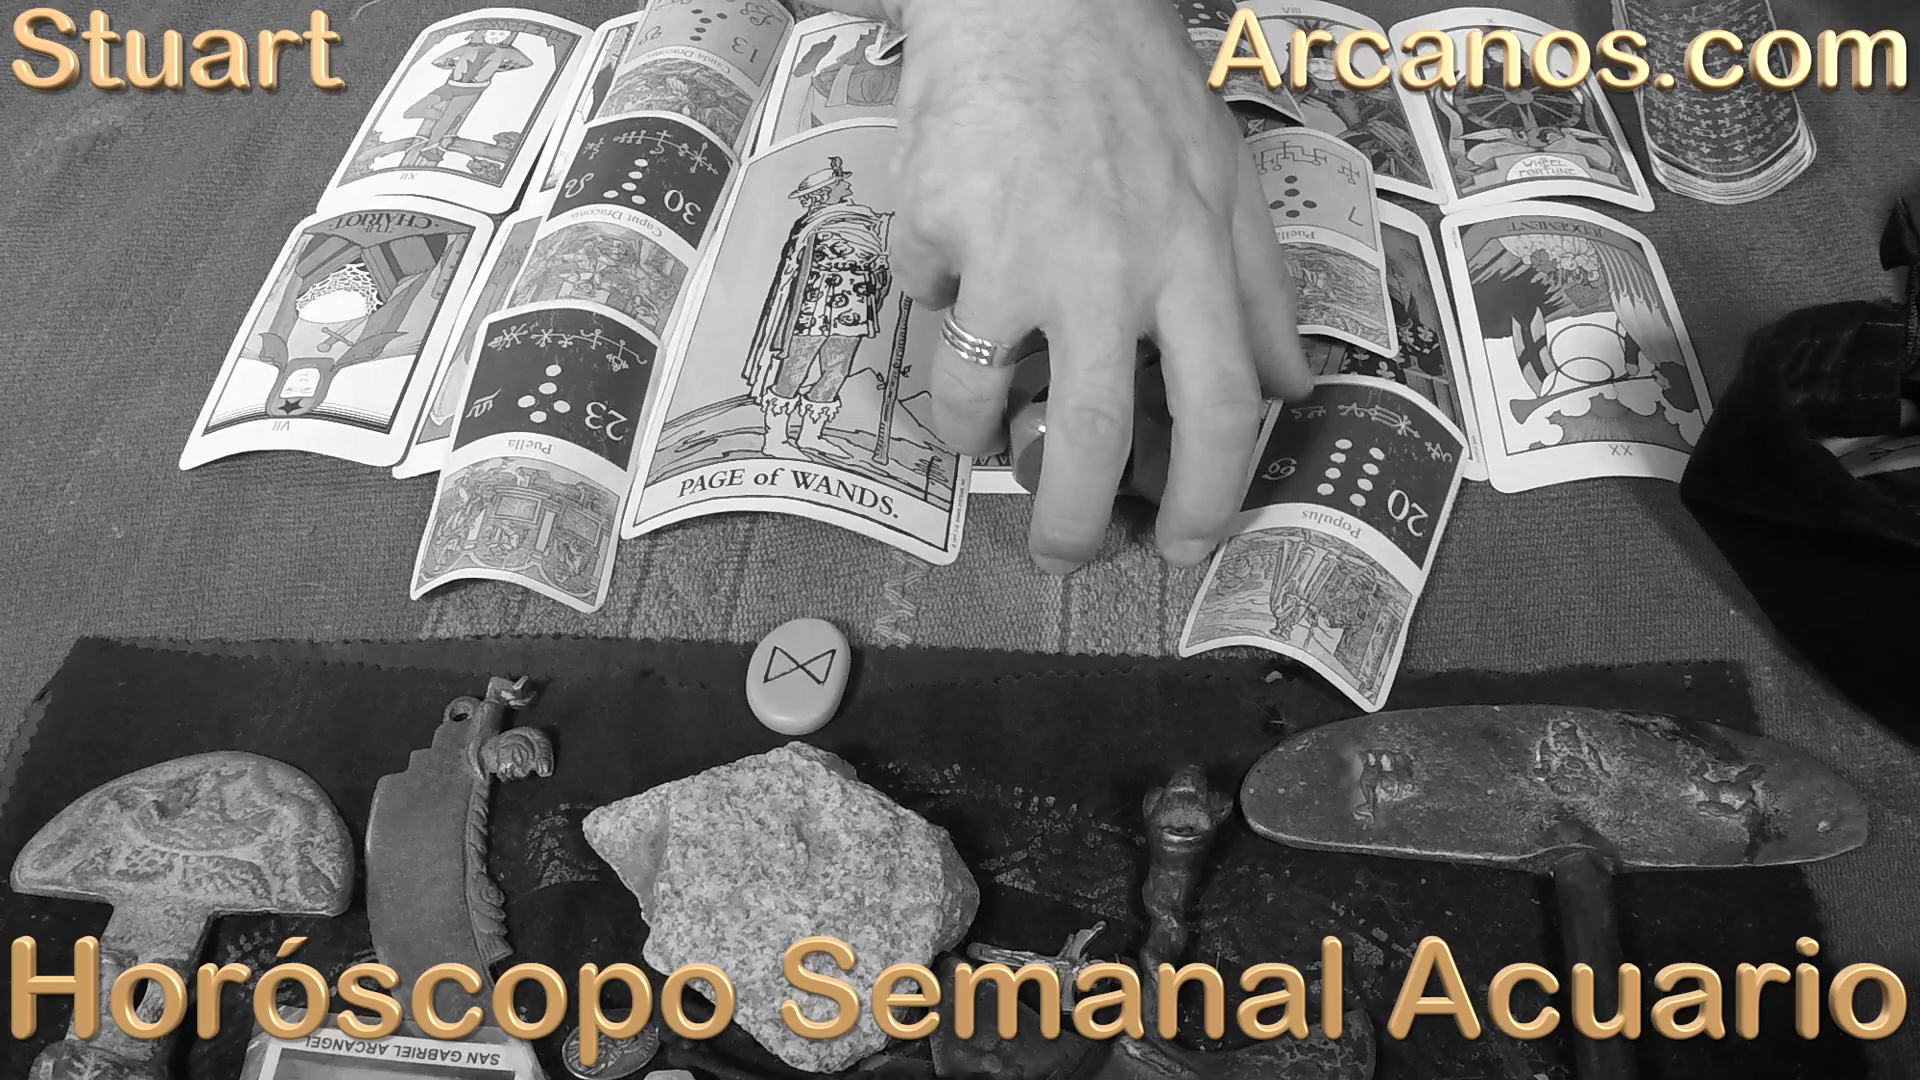 Stuart
Arcanos.com
13
Cauda Draconis
VIII
X
WHEEL
FORTUNE
XII
THE
CHARIOT
VII
30
Caput Draconis
23
Puella
PAGE of WANDS.
7
Puella
JUDGEMENT
XX
20
Populus
Horóscopo Semanal Acuario
SAN GABRIEL ARCANGEL